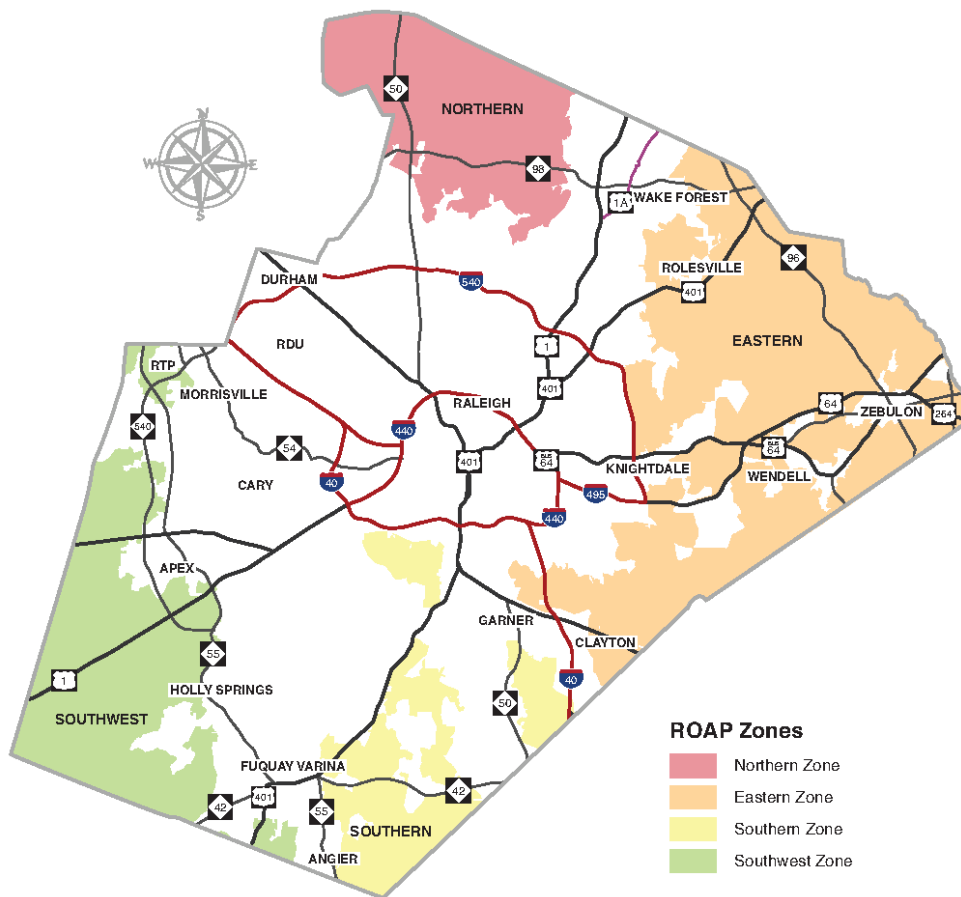 50
NORTHERN
N
W
E
S
98
1A
WAKE FOREST
ROLESVILLE
401
96
DURHAM
540
EASTERN
RDU
1
RTP
MORRISVILLE
401
RALEIGH
64
ZEBULON
264
540
440
54
401
BUS
64
BUS
64
KNIGHTDALE
WENDELL
CARY
40
495
440
APEX
GARNER
CLAYTON
55
1
HOLLY SPRINGS
40
50
SOUTHWEST
ROAP Zones
FUQUAY VARINA
Northern Zone
42
401
42
Eastern Zone
55
SOUTHERN
Southern Zone
ANGIER
Southwest Zone